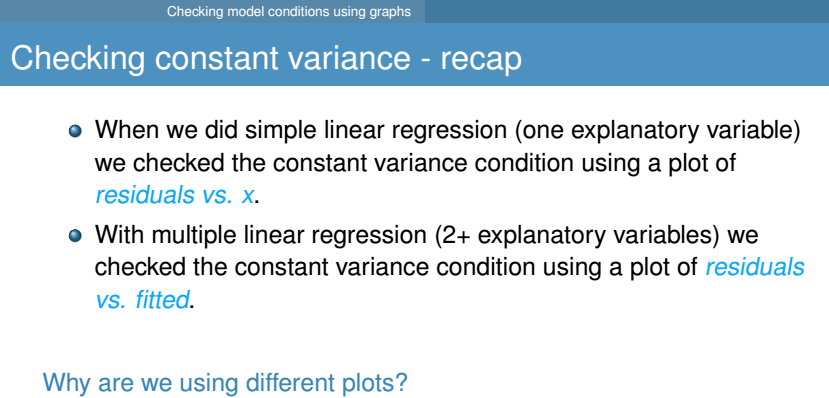 Checking model conditions using graphs
Checking constant variance - recap
When we did simple linear regression (one explanatory variable)
we checked the constant variance condition using a plot of
residuals vs. x.
With multiple linear regression (2+ explanatory variables) we
checked the constant variance condition using a plot of residuals
vs. fitted.
Why are we using different plots?